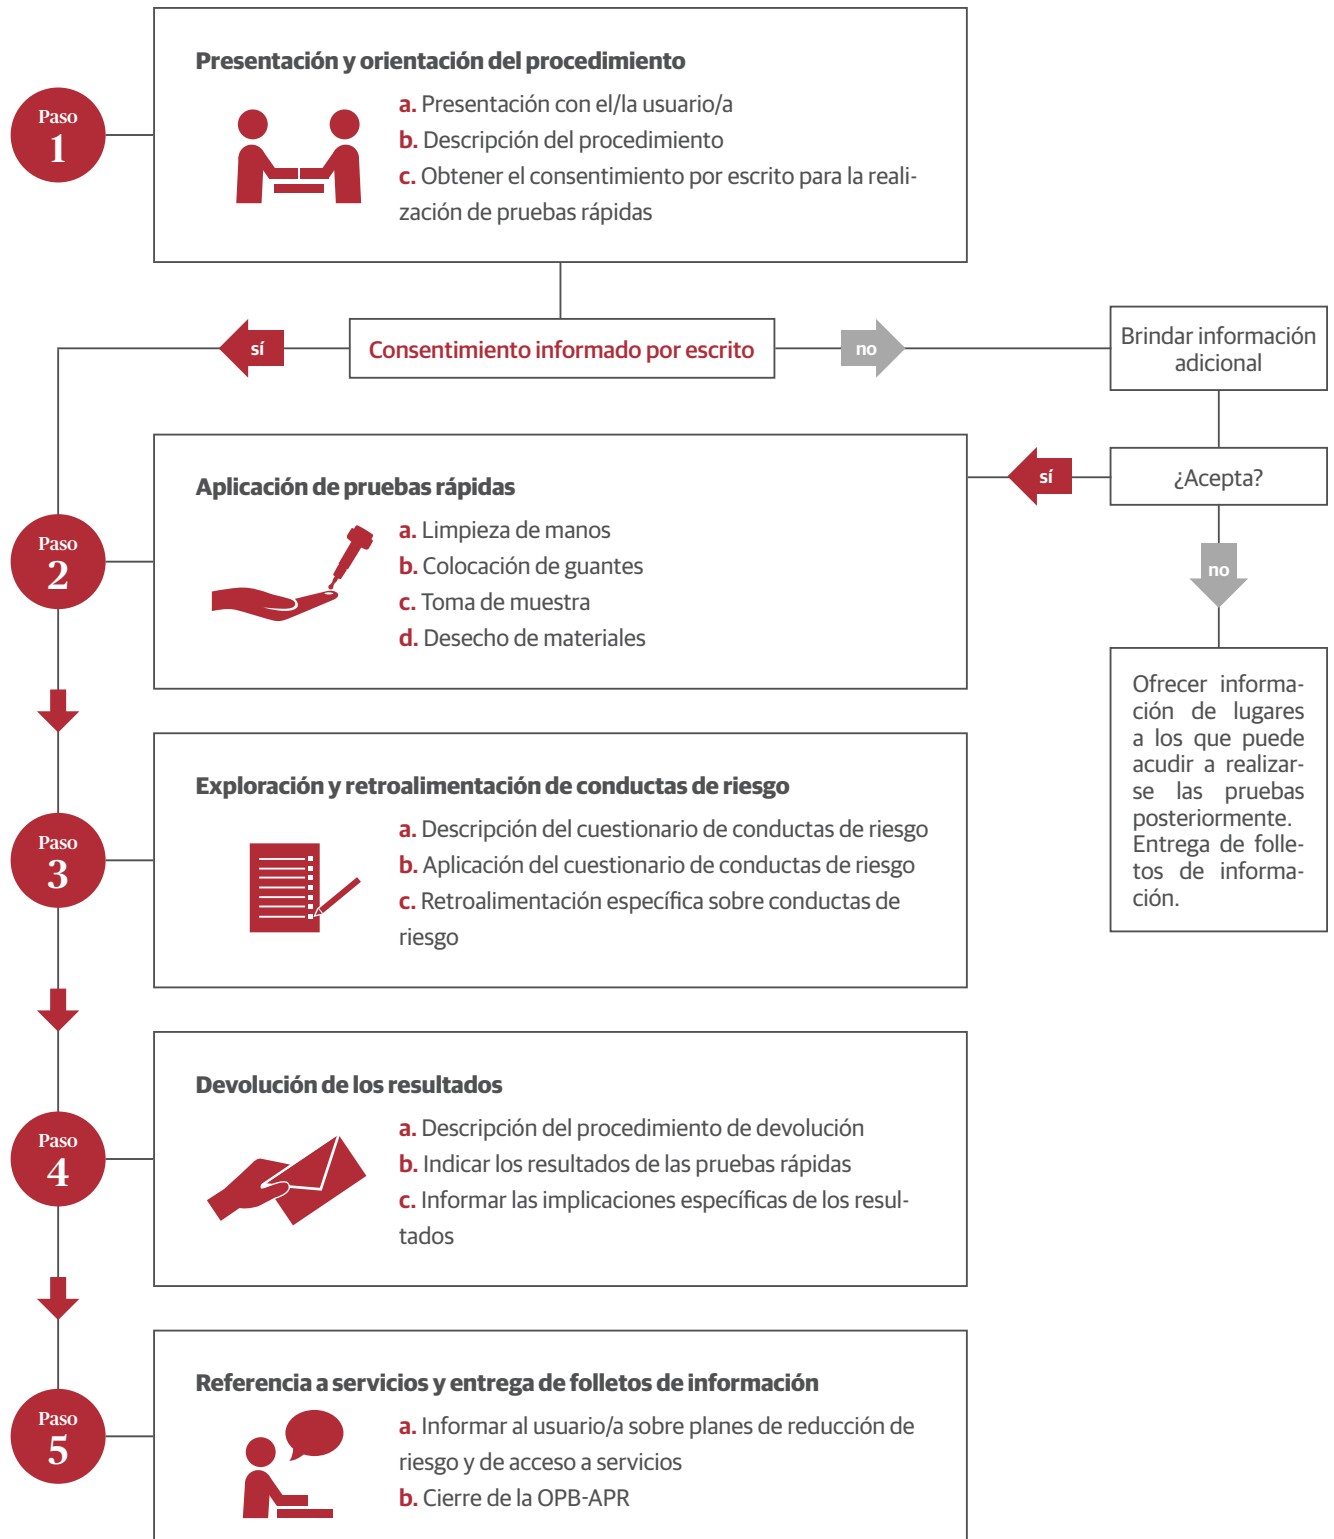 Presentación y orientación del procedimiento
Paso
1
a. Presentación con el/la usuario/a
b. Descripción del procedimiento
c. Obtener el consentimiento por escrito para la reali-
zación de pruebas rápidas
sí
Consentimiento informado por escrito
no
Brindar información
adicional
¿Acepta?
sí
no
Ofrecer informa-
ción de lugares
a los que puede
acudir a realizar-
se las pruebas
posteriormente.
Entrega de folle-
tos de informa-
ción.
Aplicación de pruebas rápidas
Paso
2
a. Limpieza de manos
b. Colocación de guantes
c. Toma de muestra
d. Desecho de materiales
Exploración y retroalimentación de conductas de riesgo
Paso
3
a. Descripción del cuestionario de conductas de riesgo
b. Aplicación del cuestionario de conductas de riesgo
c. Retroalimentación específica sobre conductas de
riesgo
Devolución de los resultados
Paso
4
a. Descripción del procedimiento de devolución
b. Indicar los resultados de las pruebas rápidas
c. Informar las implicaciones específicas de los resul-
tados
Referencia a servicios y entrega de folletos de información
Paso
5
a. Informar al usuario/a sobre planes de reducción de
riesgo y de acceso a servicios
b. Cierre de la OPB-APR